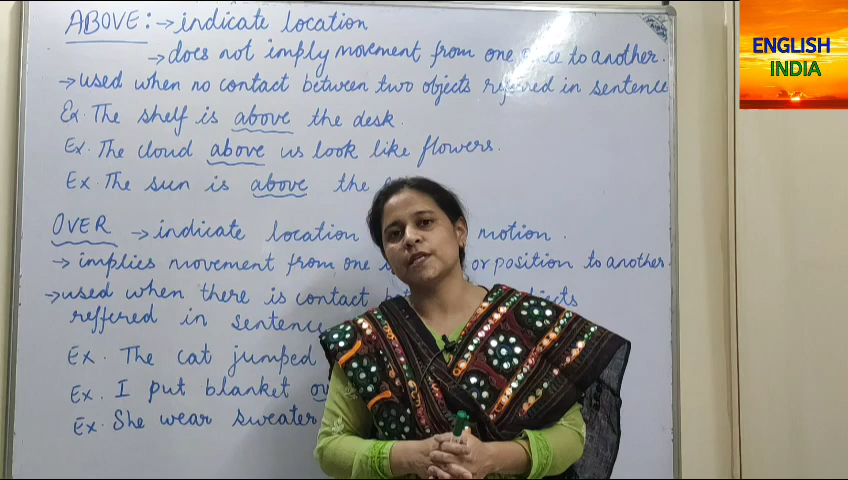 ABOVE:→indicate location
→does not imply movement from one place to another.
→used when no contact between two objects reffered in sentence
Ex. The shelf is above the desk.
Ex. The cloud above us look like flowers.
Ex. The sun is above the
OVER →indicate location motion.
→implies movement from one or position to another.
→used when there is contact objects
reffered in sentence
Ex. The cat jumped
Ex. I put blanket
Ex. She wear sweater
ENGLISH
INDIA